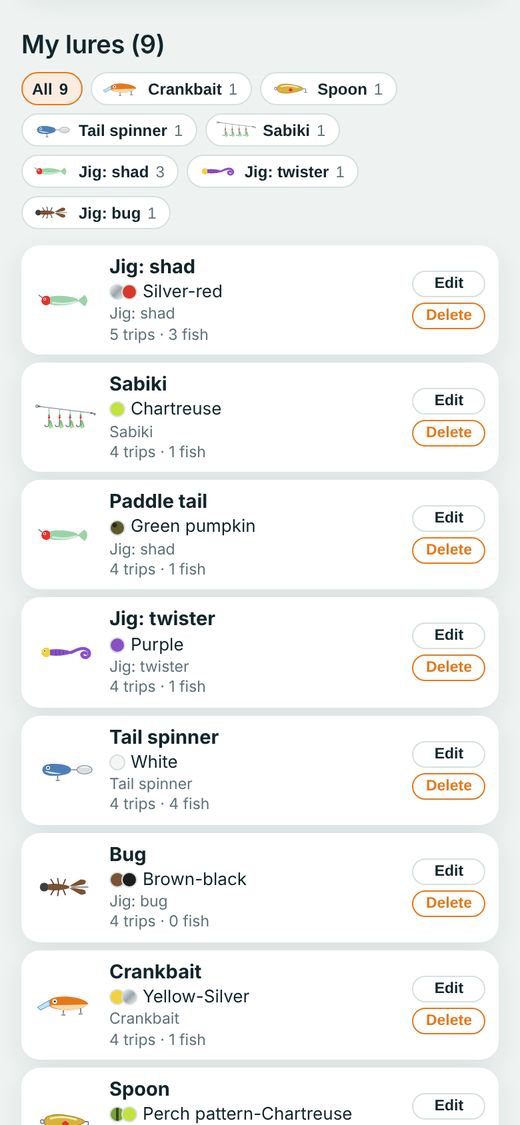 My lures (9)
All 9 Crankbait 1 Spoon 1
Tail spinner 1 Sabiki 1
Jig: shad 3 Jig: twister 1
Jig: bug 1
Jig: shad
Silver-red
Jig: shad
5 trips · 3 fish
Edit
Delete
Sabiki
Chartreuse
Sabiki
4 trips · 1 fish
Edit
Delete
Paddle tail
Green pumpkin
Jig: shad
4 trips · 1 fish
Edit
Delete
Jig: twister
Purple
Jig: twister
4 trips · 1 fish
Edit
Delete
Tail spinner
White
Tail spinner
4 trips · 4 fish
Edit
Delete
Bug
Brown-black
Jig: bug
4 trips · 0 fish
Edit
Delete
Crankbait
Yellow-Silver
Crankbait
4 trips · 1 fish
Edit
Delete
Spoon
Perch pattern-Chartreuse
Edit